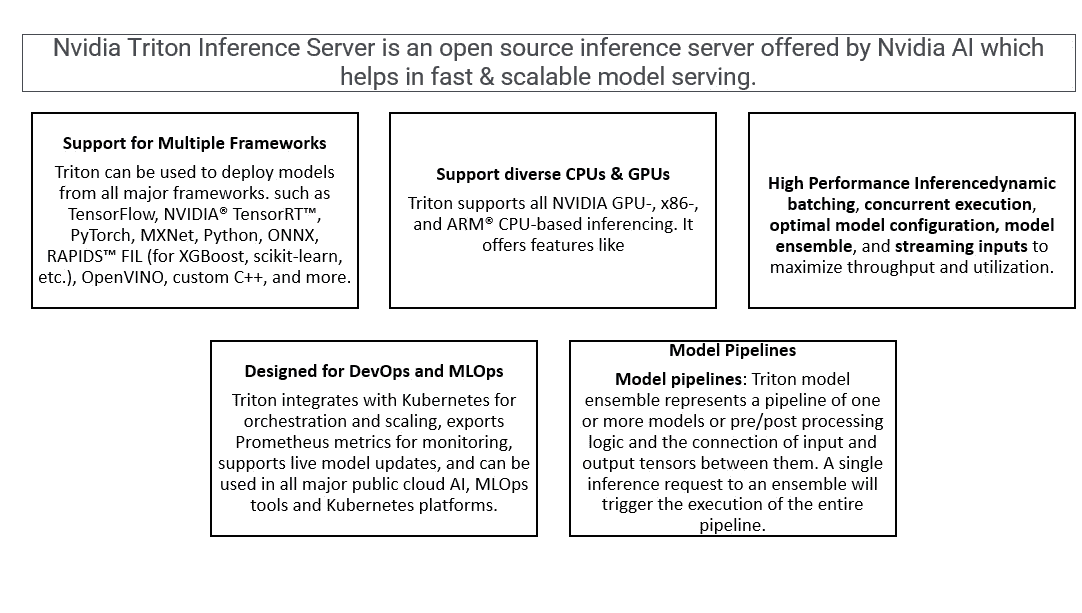 Nvidia Triton Inference Server is an open source inference server offered by Nvidia AI which
helps in fast & scalable model serving.
Support for Multiple Frameworks
Triton can be used to deploy models
from all major frameworks. such as
TensorFlow, NVIDIA® TensorRT™,
PyTorch, MXNet, Python, ONNX,
RAPIDS™ FIL (for XGBoost, scikit-learn,
etc.), OpenVINO, custom C++, and more.
Support diverse CPUs & GPUs
Triton supports all NVIDIA GPU-, x86-,
and ARM® CPU-based inferencing. It
offers features like
High Performance Inferencedynamic
batching, concurrent execution,
optimal model configuration, model
ensemble, and streaming inputs to
maximize throughput and utilization.
Designed for DevOps and MLOps
Triton integrates with Kubernetes for
orchestration and scaling, exports
Prometheus metrics for monitoring,
supports live model updates, and can be
used in all major public cloud AI, MLOps
tools and Kubernetes platforms.
Model Pipelines
Model pipelines: Triton model
ensemble represents a pipeline of one
or more models or pre/post processing
logic and the connection of input and
output tensors between them. A single
inference request to an ensemble will
trigger the execution of the entire
pipeline.